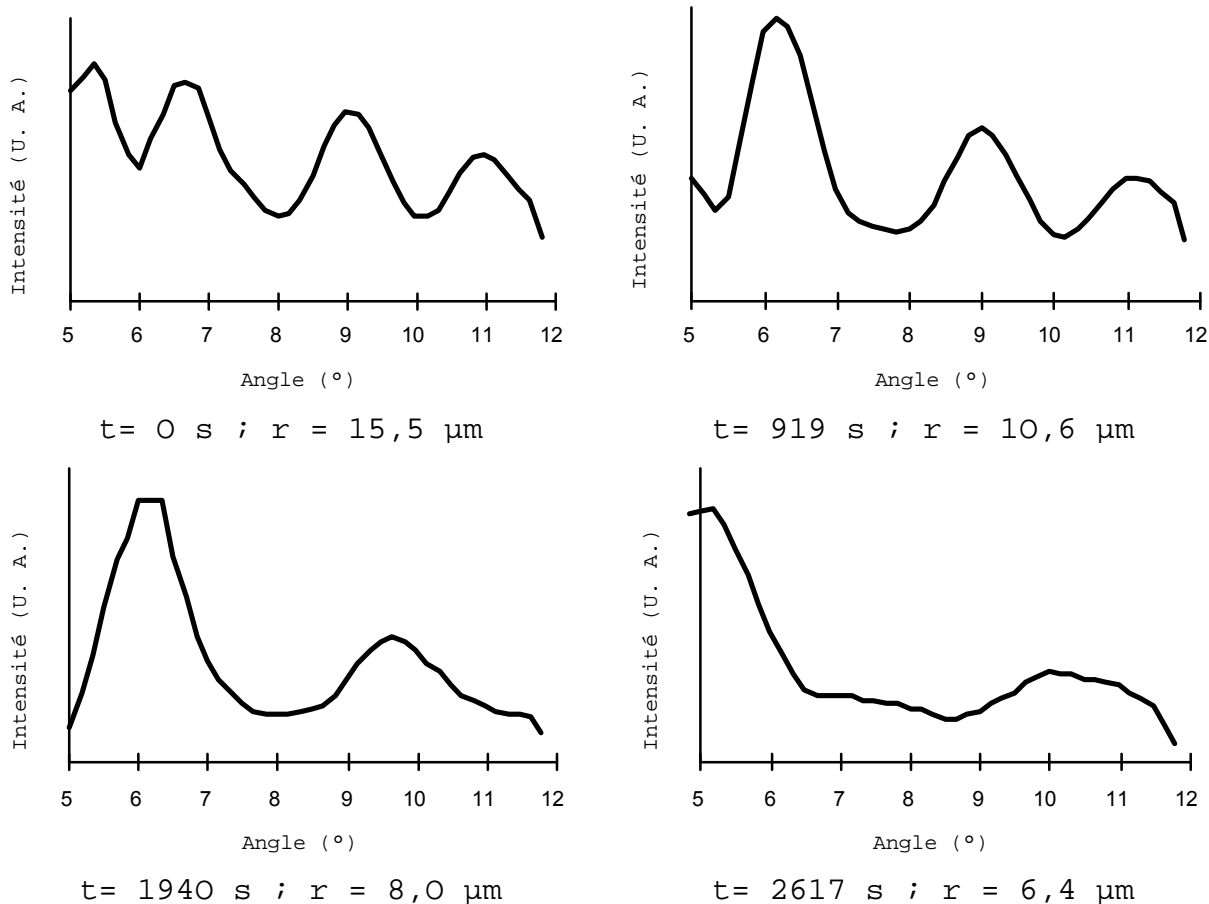 Intensité (U. A.)
5 6 7 8 9 10 11 12
Angle (°)
t= 0 s ; r = 15,5 µm
Intensité (U. A.)
5 6 7 8 9 10 11 12
Angle (°)
t= 919 s ; r = 10,6 µm
Intensité (U. A.)
5 6 7 8 9 10 11 12
Angle (°)
t= 1940 s ; r = 8,0 µm
Intensité (U. A.)
5 6 7 8 9 10 11 12
Angle (°)
t= 2617 s ; r = 6,4 µm